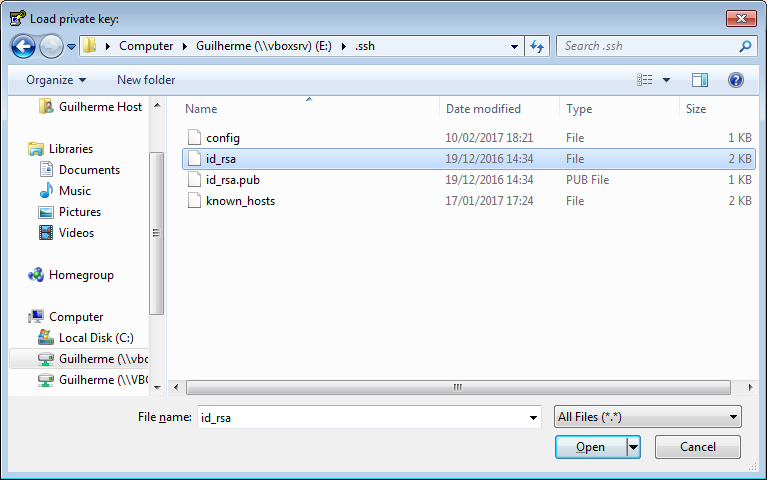 Load private key:
Computer Guilherme (\\vboxsrv) (E:) .ssh Search .ssh
Organize New folder
Guilherme Host
Libraries
Documents
Music
Pictures
Videos
Homegroup
Computer
Local Disk (C:)
Guilherme (\\vbo
Guilherme (\\VBO
Name Date modified Type Size
config 10/02/2017 18:21 File 1 KB
id_rsa 19/12/2016 14:34 File 2 KB
id_rsa.pub 19/12/2016 14:34 PUB File 1 KB
known_hosts 17/01/2017 17:24 File 2 KB
File name: id_rsa All Files (*.*)
Open Cancel